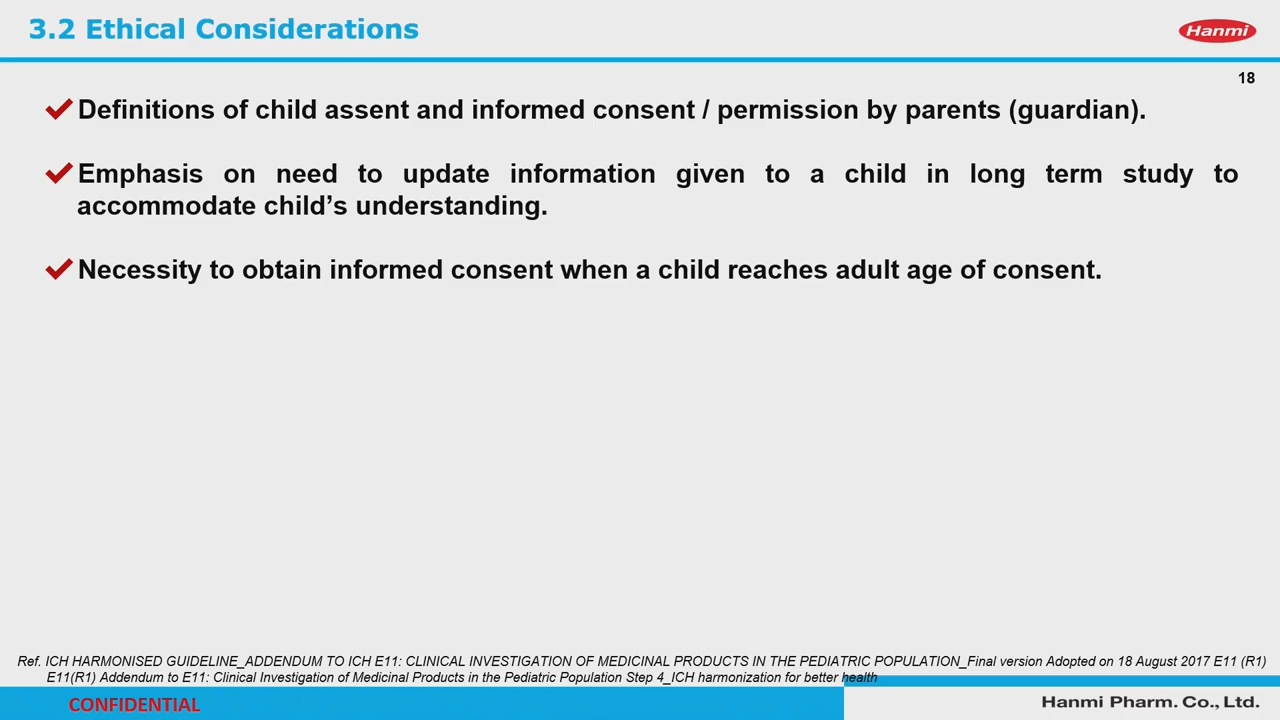 3.2 Ethical Considerations
Hanmi
18
Definitions of child assent and informed consent / permission by parents (guardian).
Emphasis on need to update information given to a child in long term study to
accommodate child’s understanding.
Necessity to obtain informed consent when a child reaches adult age of consent.
Ref. ICH HARMONISED GUIDELINE_ADDENDUM TO ICH E11: CLINICAL INVESTIGATION OF MEDICINAL PRODUCTS IN THE PEDIATRIC POPULATION_Final version Adopted on 18 August 2017 E11 (R1)
E11(R1) Addendum to E11: Clinical Investigation of Medicinal Products in the Pediatric Population Step 4_ICH harmonization for better health
CONFIDENTIAL
Hanmi Pharm. Co., Ltd.